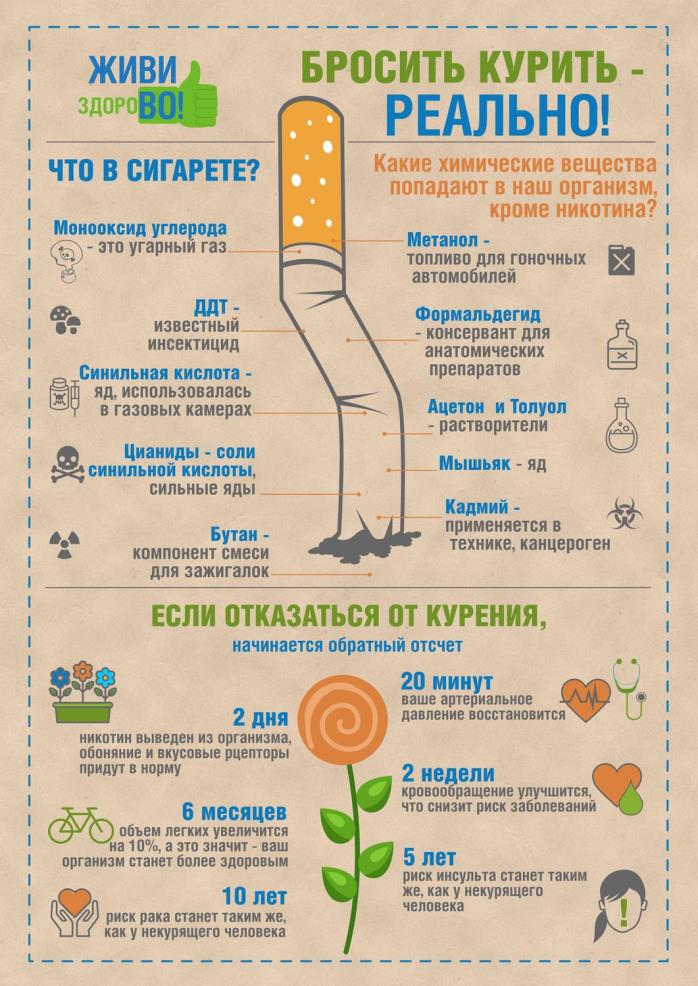 ЖИВИ
ЗДОРОВО!
БРОСИТЬ КУРИТЬ -
РЕАЛЬНО!
ЧТО В СИГАРЕТЕ?
Какие химические вещества
попадают в наш организм,
кроме никотина?
Монооксид углерода
- это угарный газ
ДДТ -
известный
инсектицид
Синильная кислота -
яд, использовалась
в газовых камерах
Цианиды - соли
синильной кислоты,
сильные яды
Бутан -
компонент смеси
для зажигалок
Метанол -
топливо для гоночных
автомобилей
Формальдегид
- консервант для
анатомических
препаратов
Ацетон и Толуол
- растворители
Мышьяк - яд
Кадмий -
применяется в
технике, канцероген
ЕСЛИ ОТКАЗАТЬСЯ ОТ КУРЕНИЯ,
начинается обратный отсчет
20 минут
ваше артериальное
давление восстановится
2 дня
никотин выведен из организма,
обоняние и вкусовые рцепторы
придут в норму
2 недели
кровообращение улучшится,
что снизит риск заболеваний
6 месяцев
объем легких увеличится
на 10%, а это значит - ваш
организм станет более здоровым
5 лет
риск инсульта станет таким
же, как у некурящего
человека
10 лет
риск рака станет таким же,
как у некурящего человека